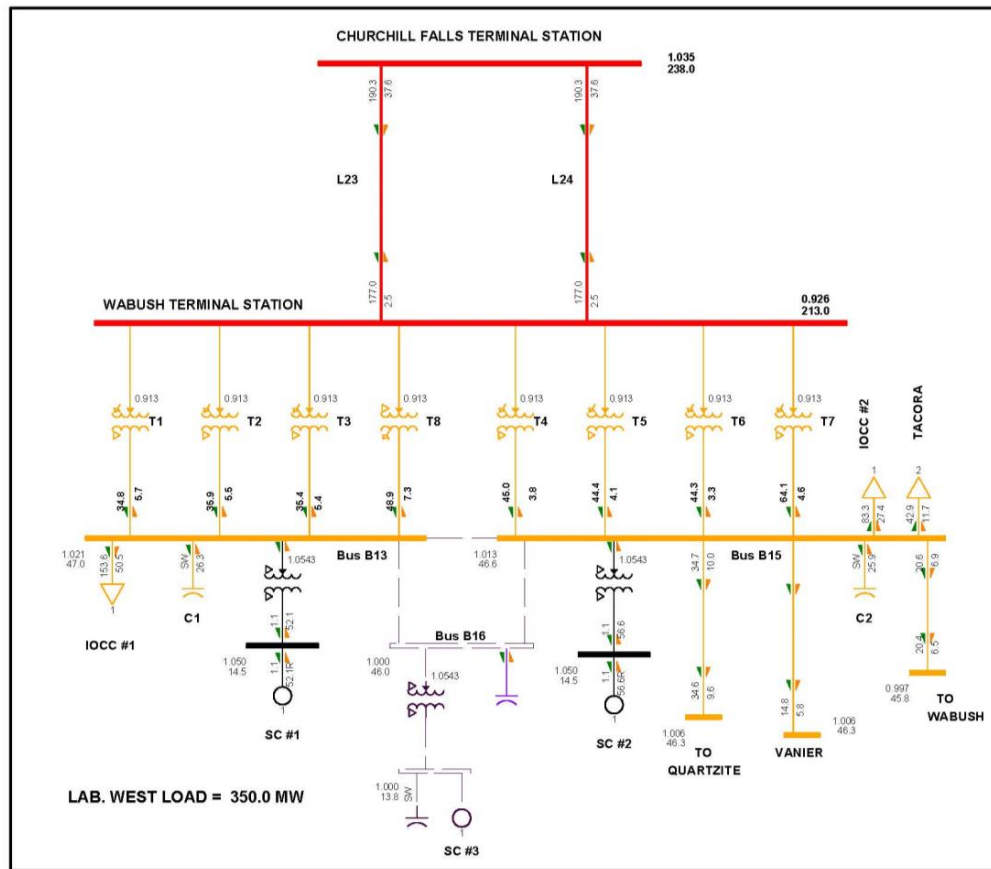 CHURCHILL FALLS TERMINAL STATION
1.035
238.0
190.3
37.6
190.3
37.6
L23
L24
177.0
2.5
177.0
2.5
WABUSH TERMINAL STATION
0.926
213.0
0.913
0.913
0.913
0.913
0.913
0.913
0.913
0.913
T1
T2
T3
T8
T4
T5
T6
T7
IOCC #2
TACORA
34.8
5.7
35.9
5.5
35.4
5.4
48.9
7.3
45.0
3.8
44.4
4.1
44.3
3.3
64.1
4.6
1
2
83.3
27.4
42.9
11.7
1.021
47.0
Bus B13
1.013
46.6
Bus B15
153.6
50.5
SW
26.3
1.0543
1.0543
34.7
10.0
SW
25.9
20.6
6.9
1
C1
IOCC #1
1.1
52.1
1.050
14.5
1.1
52.1R
1
SC #1
Bus B16
1.000
46.0
1.0543
1.1
56.6
1.050
14.5
1.1
56.6R
1
SC #2
34.6
9.6
1.006
46.3
TO
QUARTZITE
14.8
5.8
1.006
46.3
VANIER
C2
20.4
6.5
0.997
45.8
TO
WABUSH
1.000
13.8
SW
1
SC #3
LAB. WEST LOAD = 350.0 MW